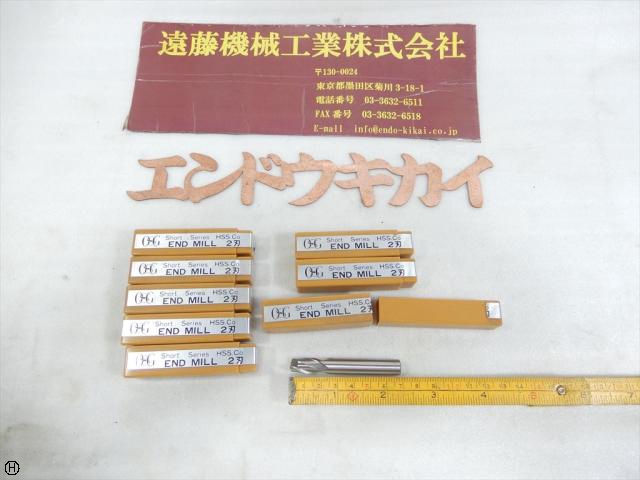 遠藤機械工業株式会社
〒130-0024
東京都墨田区菊川3-18-1
電話番号 03-3632-6511
FAX番号 03-3632-6518
E-mall info@endo-kikai.co.jp
エンドウキカイ
OSG Short Series HSS.Co
END MILL 2刃
OSG Short Series HSS.Co
END MILL 2刃
OSG Short Series HSS.Co
END MILL 2刃
OSG Short Series HSS.Co
END MILL 2刃
OSG Short Series HSS.Co
END MILL 2刃
OSG Short Series HSS.Co
END MILL 2刃
OSG Short Series HSS.Co
END MILL 2刃
OSG Short Series HSS.Co
END MILL 2刃
1 2 3 4 5 6 7
H